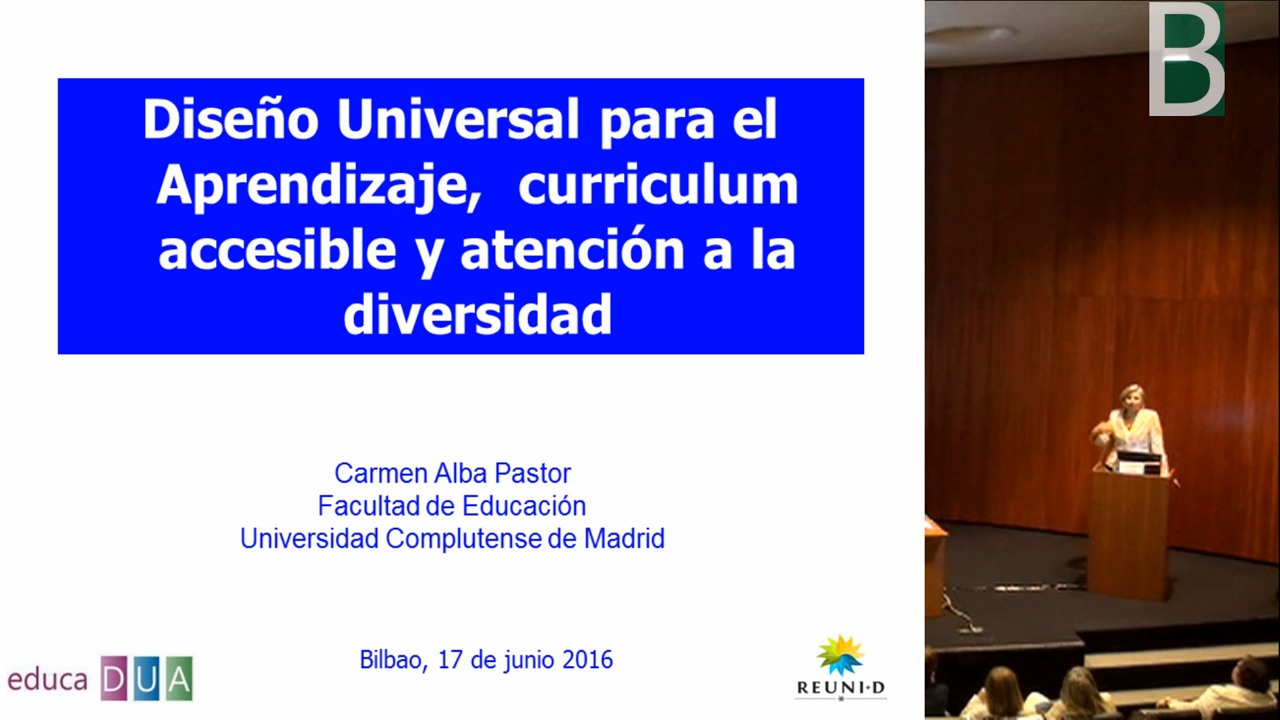 B
Diseño Universal para el
Aprendizaje, curriculum
accesible y atención a la
diversidad
Carmen Alba Pastor
Facultad de Educación
Universidad Complutense de Madrid
Bilbao, 17 de junio 2016
educa DUA
REUNI+D